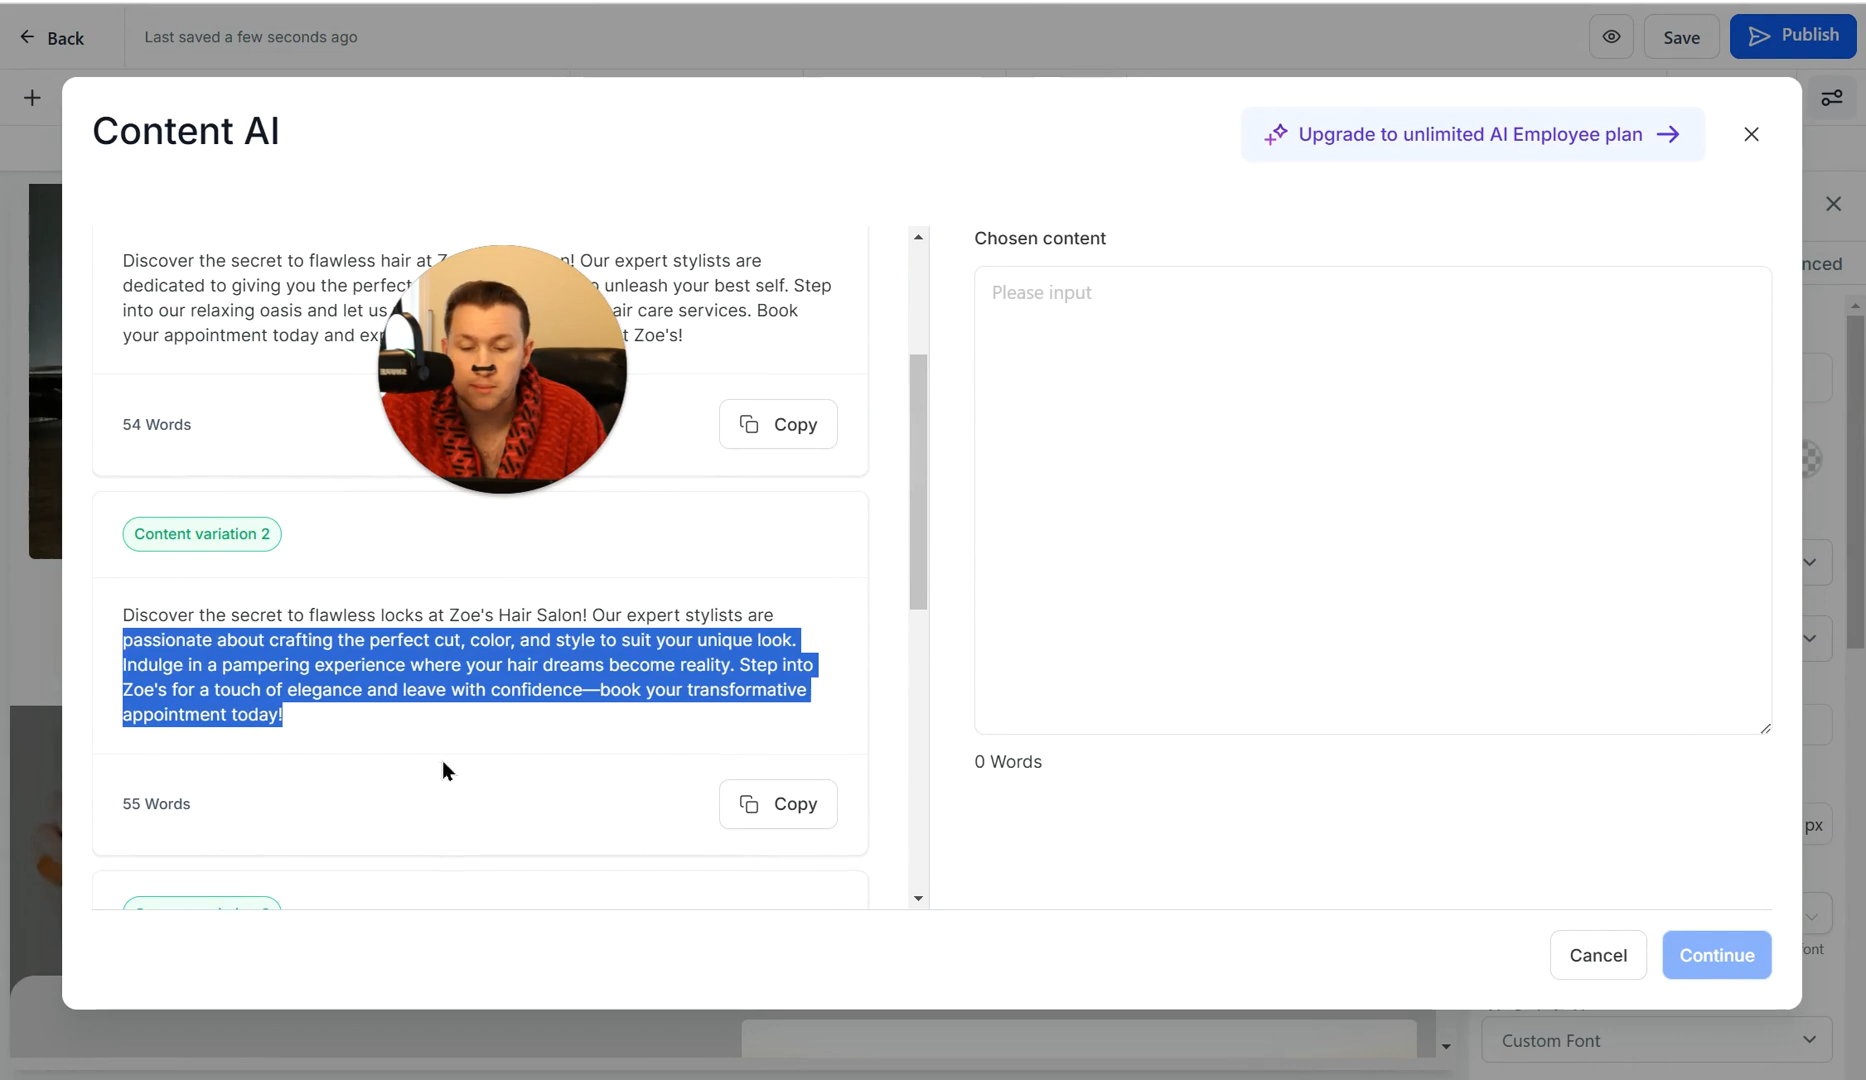 Back
Last saved a few seconds ago
Save
Publish
Content AI
Upgrade to unlimited AI Employee plan
Discover the secret to flawless hair at Our expert stylists are
dedicated to giving you the perfect unleash your best self. Step
into our relaxing oasis and let us care services. Book
your appointment today and Zoe's!
54 Words
Copy
Content variation 2
Discover the secret to flawless locks at Zoe's Hair Salon! Our expert stylists are
passionate about crafting the perfect cut, color, and style to suit your unique look.
Indulge in a pampering experience where your hair dreams become reality. Step into
Zoe's for a touch of elegance and leave with confidence—book your transformative
appointment today!
55 Words
Copy
Chosen content
Please input
0 Words
Cancel
Continue
px
Custom Font